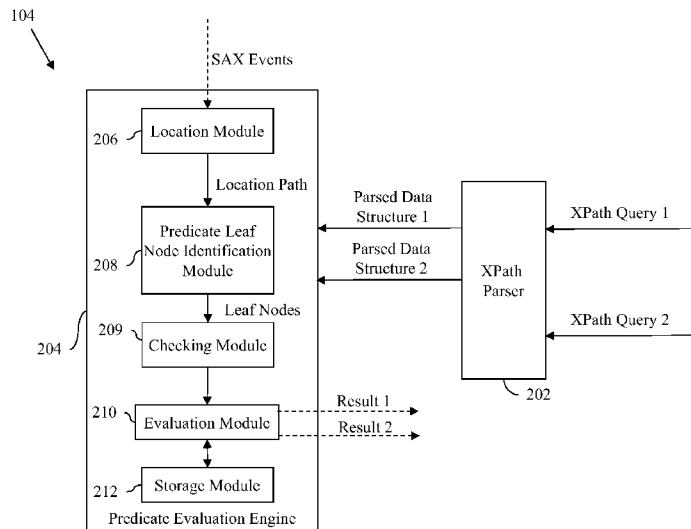 104
SAX Events
206
Location Module
Location Path
Parsed Data
Structure 1
XPath Query 1
Predicate Leaf
Node Identification
Module
208
Parsed Data
Structure 2
XPath
Parser
Leaf Nodes
209
204
Checking Module
XPath Query 2
202
210
Evaluation Module
Result 1
Result 2
212
Storage Module
Predicate Evaluation Engine